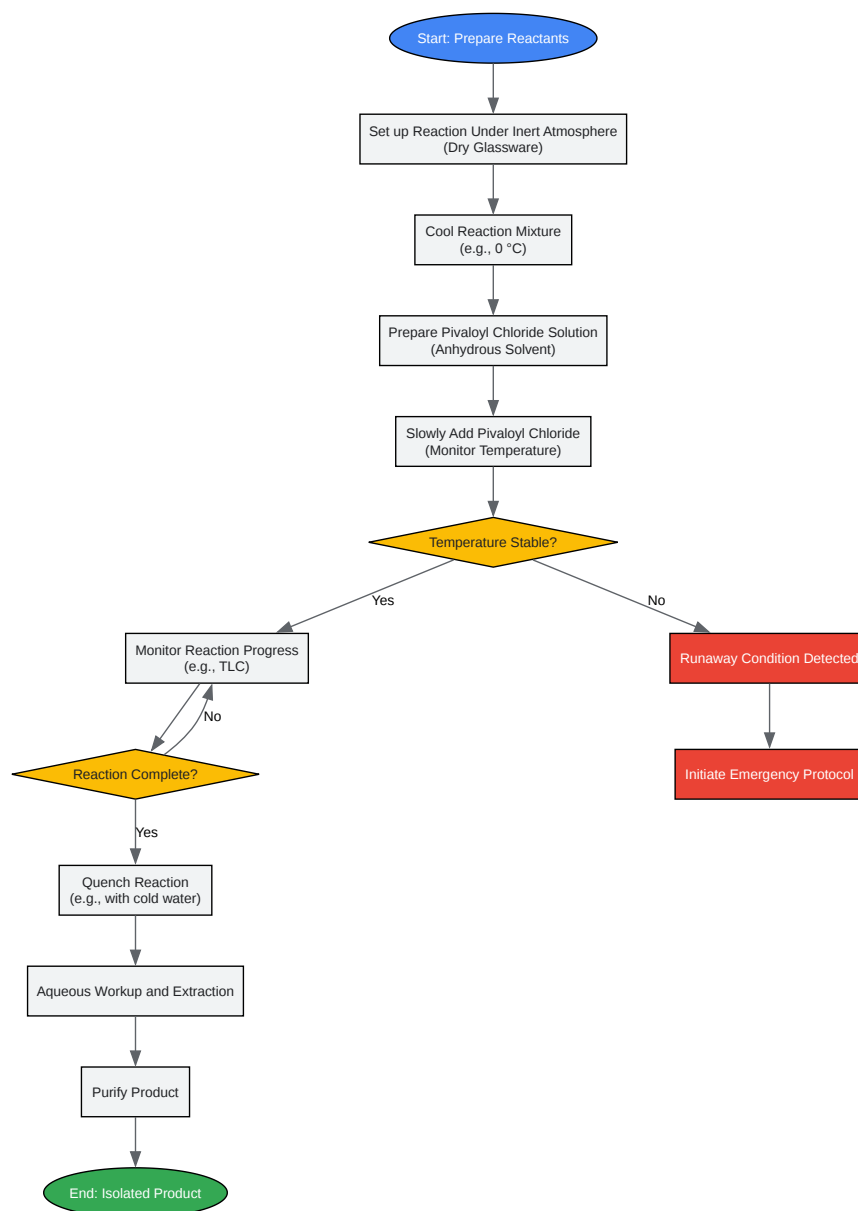 Start: Prepare Reactants
Set up Reaction Under Inert Atmosphere
(Dry Glassware)
Cool Reaction Mixture
(e.g., 0 °C)
Prepare Pivaloyl Chloride Solution
(Anhydrous Solvent)
Slowly Add Pivaloyl Chloride
(Monitor Temperature)
Temperature Stable?
Yes
No
Monitor Reaction Progress
(e.g., TLC)
Runaway Condition Detected
No
Reaction Complete?
Initiate Emergency Protocol
Yes
Quench Reaction
(e.g., with cold water)
Aqueous Workup and Extraction
Purify Product
End: Isolated Product